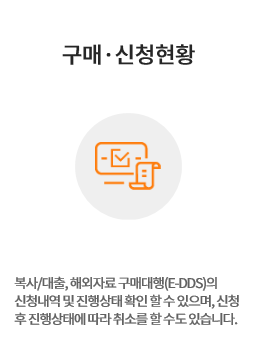 구매·신청현황
복사/대출, 해외자료 구매대행(E-DDS)의
신청내역 및 진행상태 확인 할 수 있으며, 신청
후 진행상태에 따라 취소를 할 수도 있습니다.